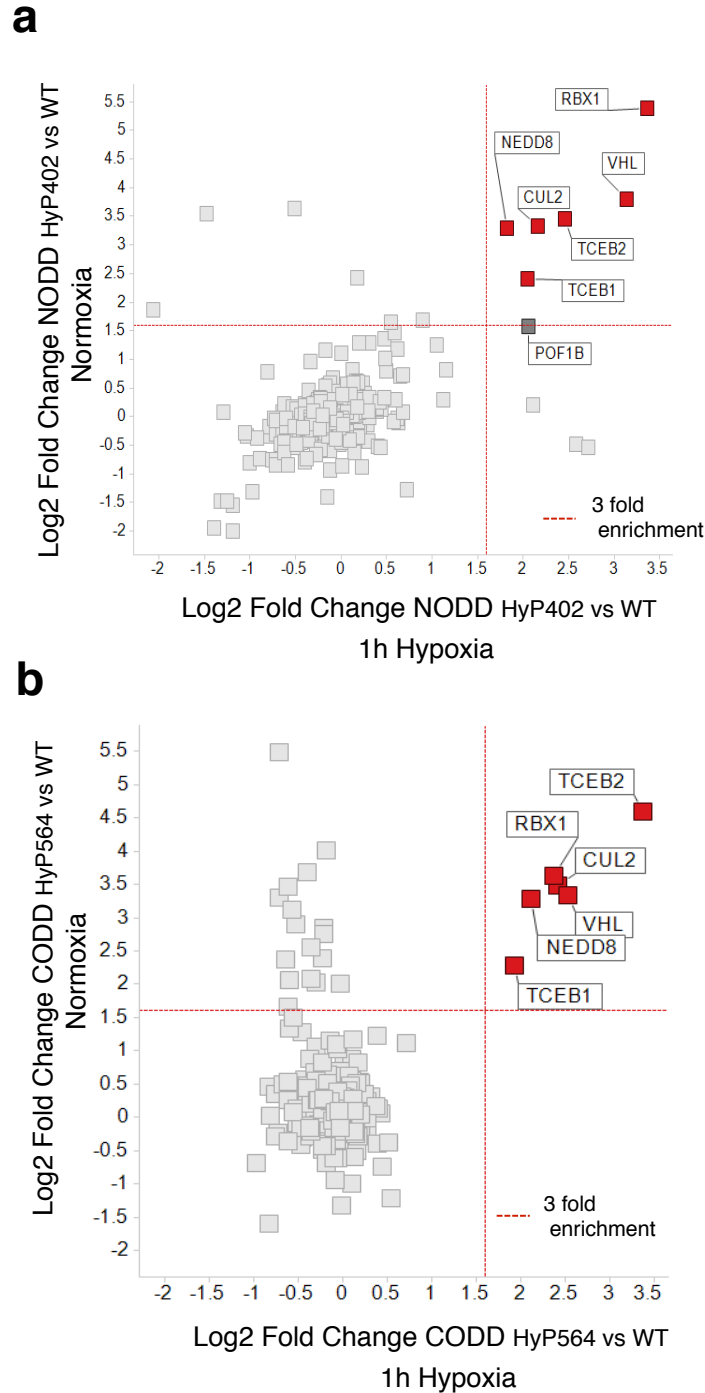 a
Log2 Fold Change NODD HyP402 vs WT
Normoxia
5.5
5
4.5
4
3.5
3
2.5
2
1.5
1
0.5
0
-0.5
-1
-1.5
-2
RBX1
NEDD8
VHL
CUL2
TCEB2
TCEB1
POF1B
3 fold
enrichment
-2 -1.5 -1 -0.5 0 0.5 1 1.5 2 2.5 3 3.5
Log2 Fold Change NODD HyP402 vs WT
1h Hypoxia
b
Log2 Fold Change CODD HyP564 vs WT
Normoxia
5.5
5
4.5
4
3.5
3
2.5
2
1.5
1
0.5
0
-0.5
-1
-1.5
-2
TCEB2
RBX1
CUL2
VHL
NEDD8
TCEB1
3 fold
enrichment
-2 -1.5 -1 -0.5 0 0.5 1 1.5 2 2.5 3 3.5
Log2 Fold Change CODD HyP564 vs WT
1h Hypoxia